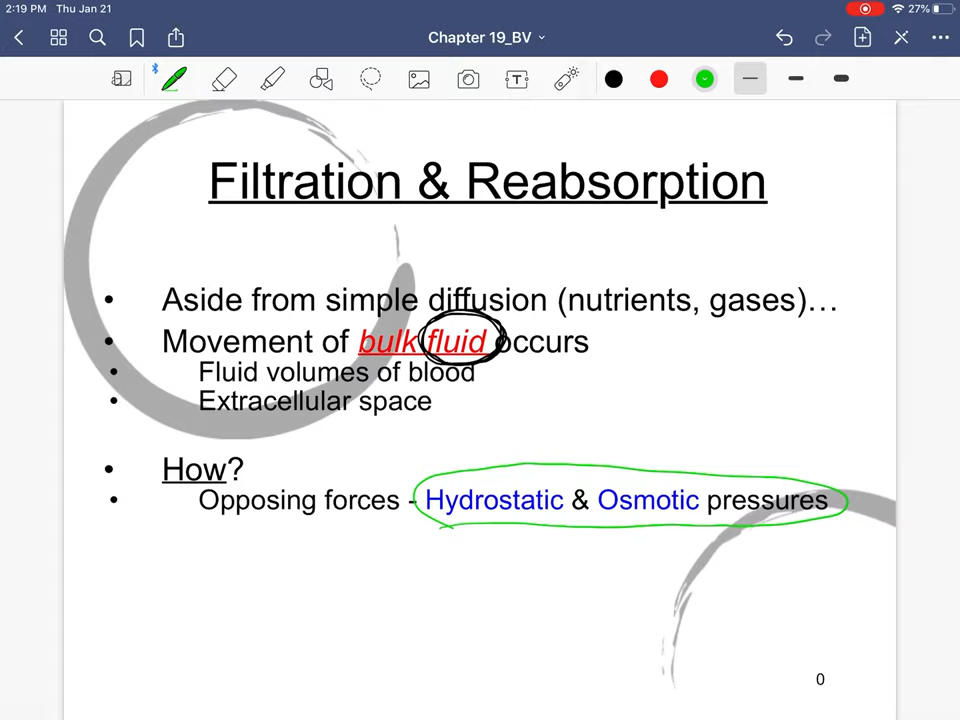 2:19 PM Thu Jan 21
27%
Chapter 19_BV
T
Filtration & Reabsorption
• Aside from simple diffusion (nutrients, gases)…
• Movement of bulk fluid occurs
• Fluid volumes of blood
• Extracellular space
• How?
• Opposing forces - Hydrostatic & Osmotic pressures
0